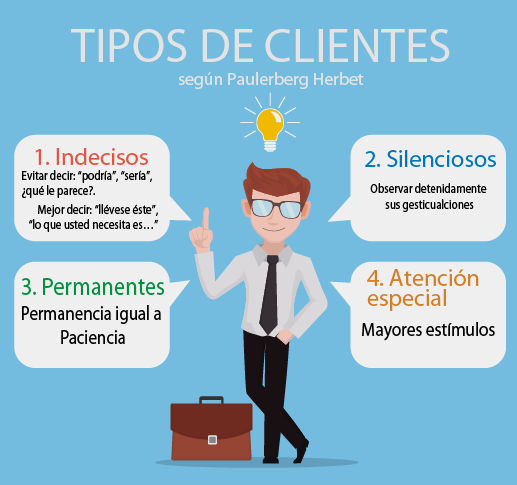 TIPOS DE CLIENTES
según Paulerberg Herbet
1. Indecisos
Evitar decir: “podría”, “sería”,
¿qué le parece?.
Mejor decir: “llévese éste”,
“lo que usted necesita es...”
2. Silenciosos
Observar detenidamente
sus gesticualciones
3. Permanentes
Permanencia igual a
Paciencia
4. Atención
especial
Mayores estímulos